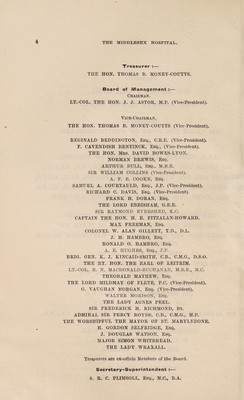 4 THE MIDDLESEX HOSPITAL.
Treasurer :—
THE HON. THOMAS B. MONEY-COUTTS.
Board of Management :—
CHAIRMAN.
LT.-COL. THE HON. J. J. ASTOR, M.P. (Vice-President).
VICE-CHAIRMAN,
THE HON. THOMAS B. MONEY-COUTTS (Vice-President).
REGINALD BEDDINGTON, Esq., C.B.E. (Vice-President).
F. CAVENDISH BENTINCK, Esq. (Vice-President).
THE HON. MRS. DAVID BOWES-LYON.
NORMAN BERWIS, Esq.
ARTHUR BULL, Esq., M.B.E.
SIR WILLIAM COLLINS (Vice-President).
A. F. B. COOKE, Esq.
SAMUEL A. COURTAULD, Esq., J.P. (Vice-President).
RICHARD C. DAVIS, Esq. (Vice-President).
FRANK H. DORAN, Esq.
THE LORD EBBISHAM, G.B.E.
SIR RAYMOND EVERSHED, K.C.
CAPTAIN THE HON. H. E. FITZALAN-HOWARD.
MAX FREEMAN, Esq.
COLONEL W. ALAN GILLETT, T.D., D.L.
J. H. HAMBRO, Esq.
RONALD O. HAMBRO, Esq.
A. E. HUGHES, Esq., J.P.
BRIG. GEN. E. J. KINCAID-SMITH, C.B., C.M.G., D.S.O.
THE RT. HON. THE EARL OF LEITRIM.
LT.-COL. R. N. MACDONALD-BUCHANAN, M.B.E., M.C.
THEOBALD MATHEW, Esq.
THE LORD MILDMAY OF FLETE, P.C. (Vice-President).
G. VAUGHAN MORGAN, Esq. (Vice-President).
WALTER MORISON, Esq.
THE LADY AGNES PEEL.
SIR FREDERICK H. RICHMOND, Bt.
ADMIRAL SIR PERCY ROYDS, C.B., C.M.G., M.P.
THE WORSHIPFUL THE MAYOR OF ST. MARYLEBONE.
H. GORDON SELFRIDGE, Esq.
J. DOUGLAS WATSON, Esq.
MAJOR SIMON WHITBREAD.
THE LADY WRAXALL.
Treasurers are ex-officio Members of the Board.
Secretary-Superintendent :—
S. R. C. PLIMSOLL, Esq., M.C., B.A.